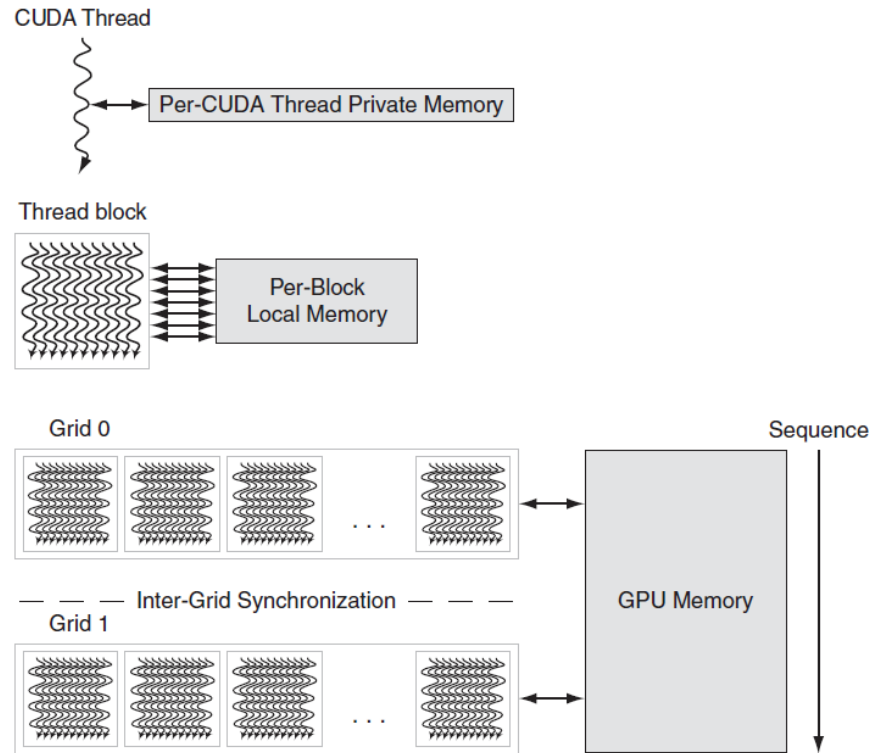 CUDA Thread
Per-CUDA Thread Private Memory
Thread block
Per-Block
Local Memory
Grid 0
Sequence
. . .
Inter-Grid Synchronization
GPU Memory
Grid 1
. . .